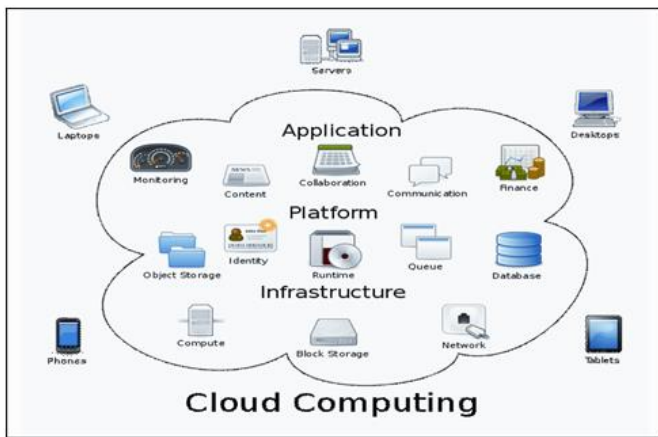 Servers
Laptops
Desktops
Application
Monitoring
Content
Collaboration
Communication
Finance
Platform
Object Storage
Identity
Runtime
Queue
Database
Infrastructure
Compute
Block Storage
Network
Phones
Tablets
Cloud Computing